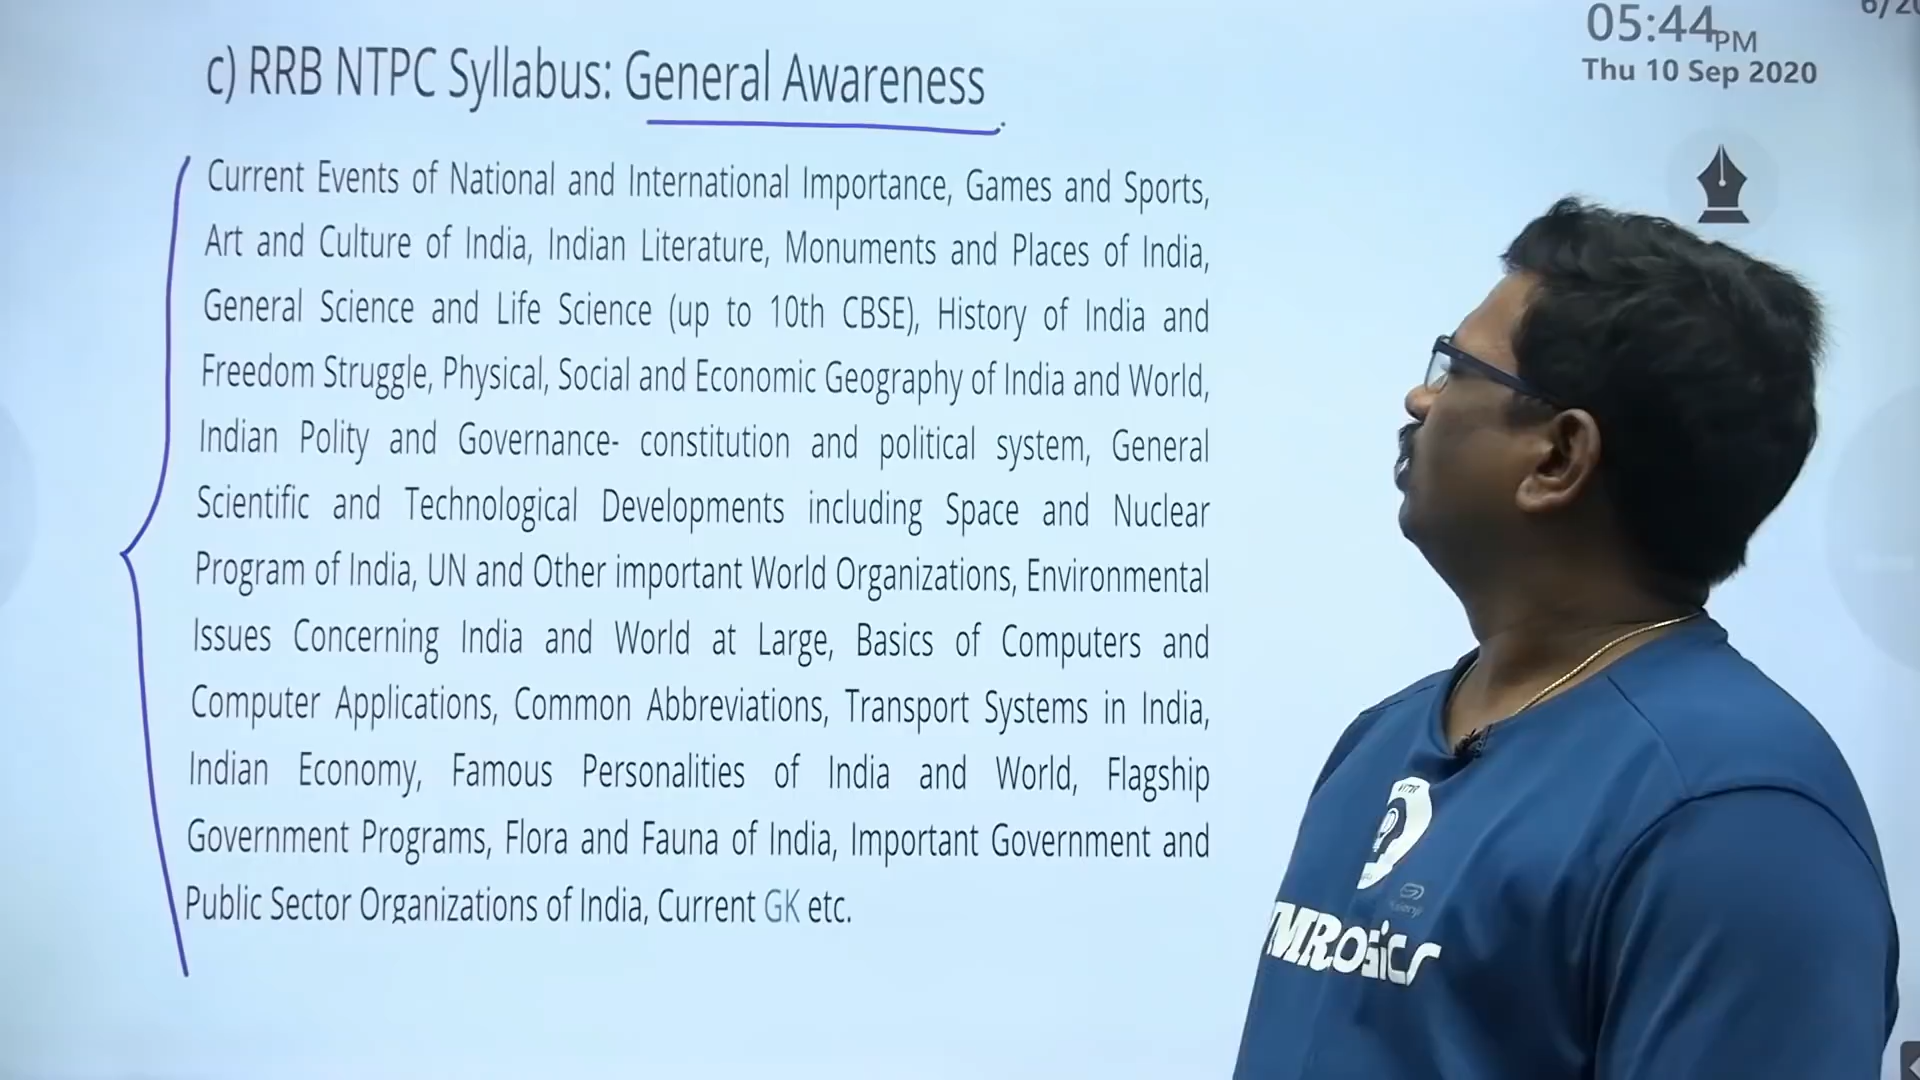 05:44PM
Thu 10 Sep 2020
c) RRB NTPC Syllabus: General Awareness
Current Events of National and International Importance, Games and Sports,
Art and Culture of India, Indian Literature, Monuments and Places of India,
General Science and Life Science (up to 10th CBSE), History of India and
Freedom Struggle, Physical, Social and Economic Geography of India and World,
Indian Polity and Governance- constitution and political system, General
Scientific and Technological Developments including Space and Nuclear
Program of India, UN and Other important World Organizations, Environmental
Issues Concerning India and World at Large, Basics of Computers and
Computer Applications, Common Abbreviations, Transport Systems in India,
Indian Economy, Famous Personalities of India and World, Flagship
Government Programs, Flora and Fauna of India, Important Government and
Public Sector Organizations of India, Current GK etc.